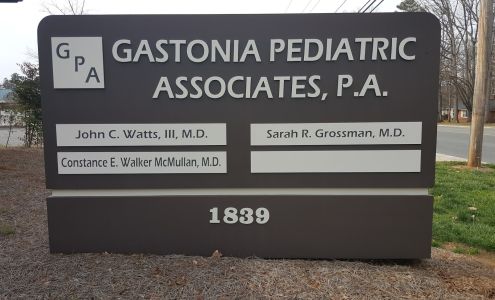 GPA
GASTONIA PEDIATRIC
ASSOCIATES, P.A.
John C. Watts, III, M.D.
Sarah R. Grossman, M.D.
Constance E. Walker McMullan, M.D.
1839